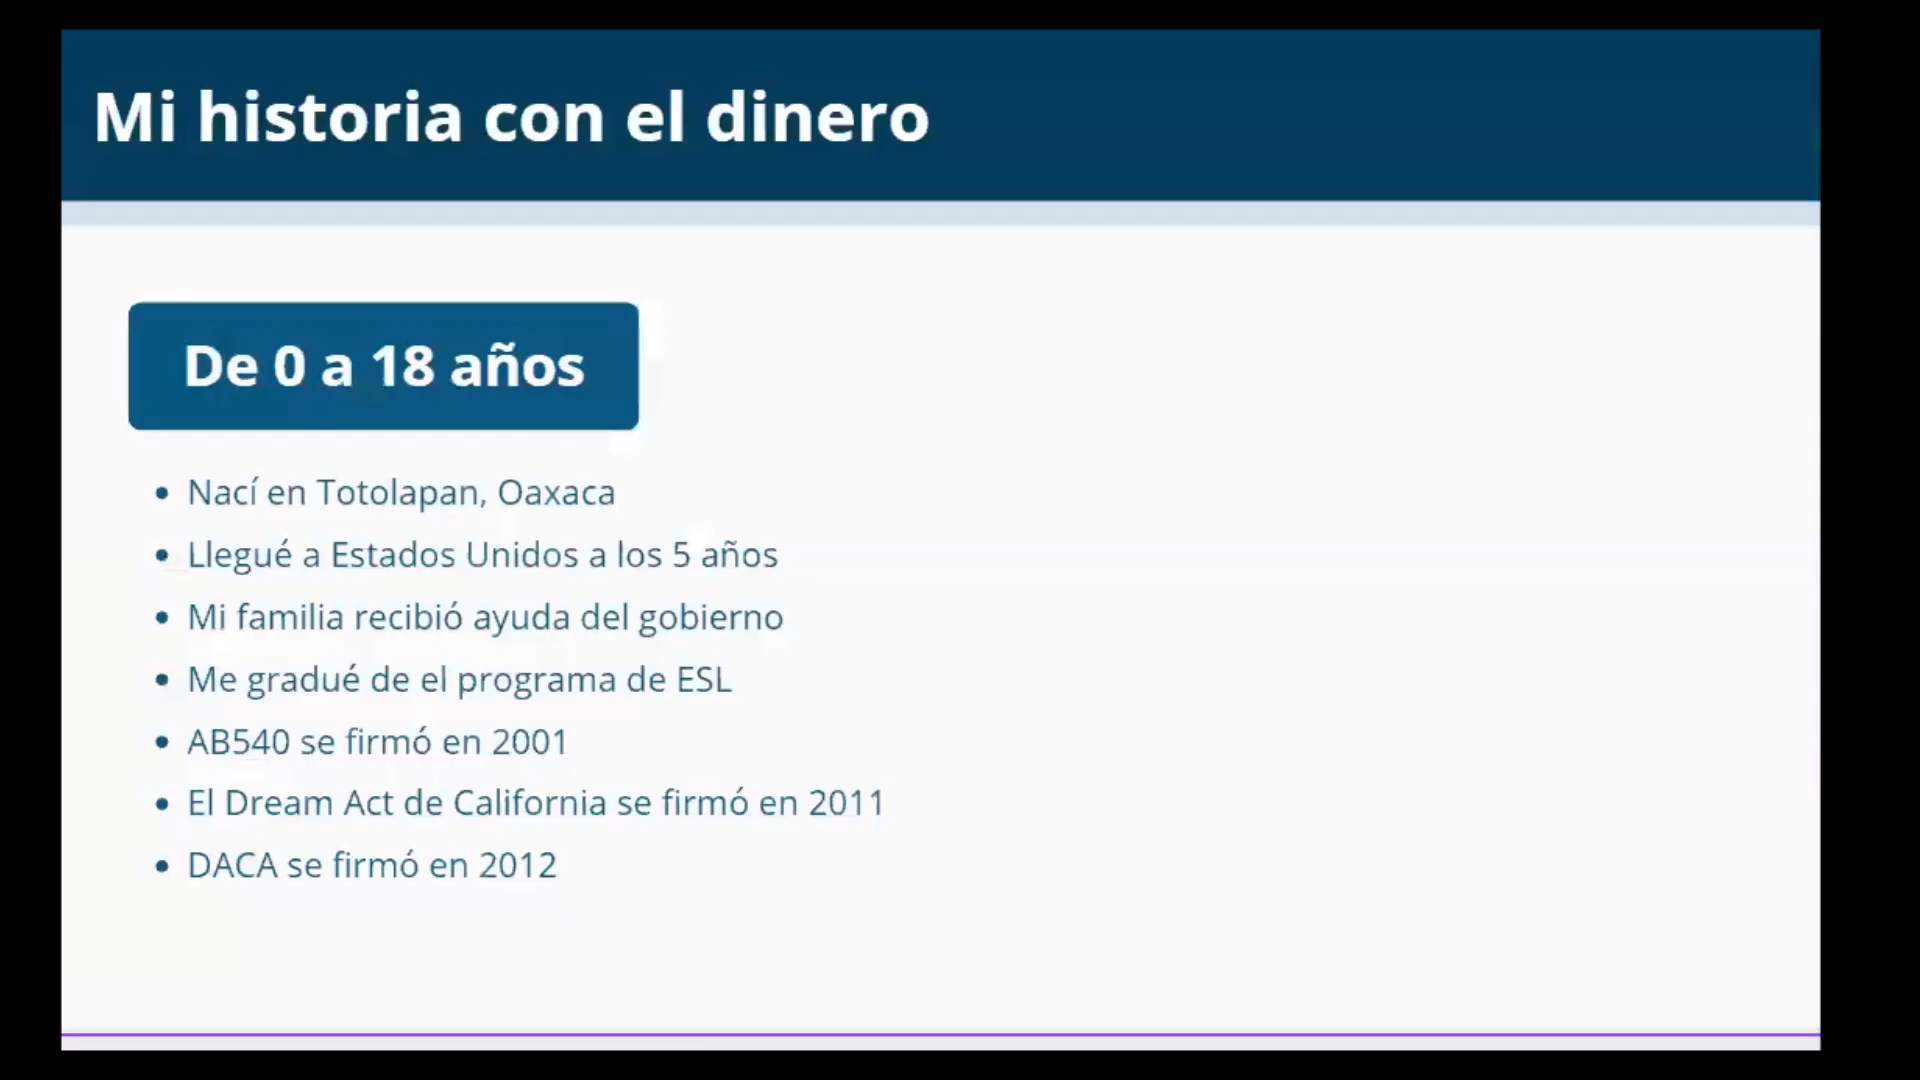 Mi historia con el dinero
De 0 a 18 años
• Nací en Totolapan, Oaxaca
• Llegué a Estados Unidos a los 5 años
• Mi familia recibió ayuda del gobierno
• Me gradué de el programa de ESL
• AB540 se firmó en 2001
• El Dream Act de California se firmó en 2011
• DACA se firmó en 2012